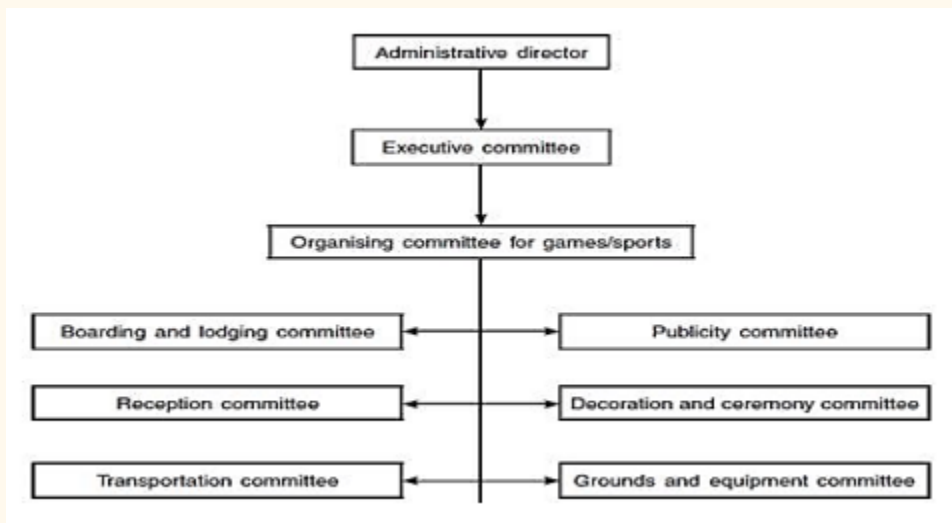 Administrative director
Executive committee
Organising committee for games/sports
Boarding and lodging committee
Publicity committee
Reception committee
Decoration and ceremony committee
Transportation committee
Grounds and equipment committee